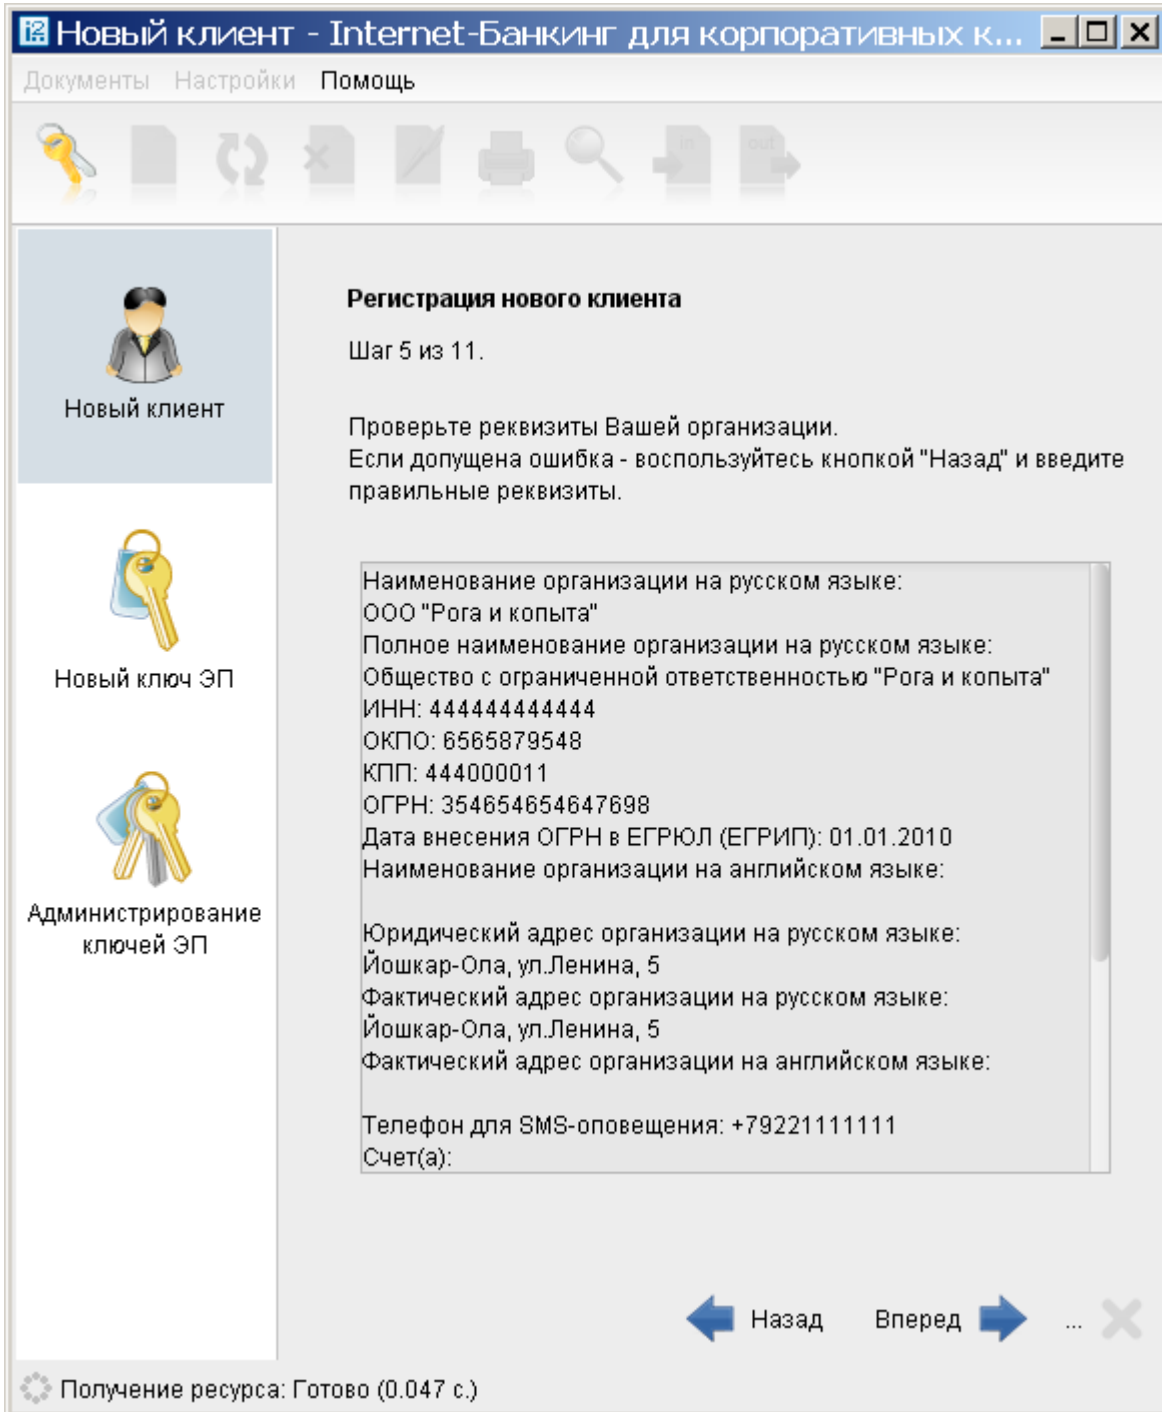 Новый клиент - Internet-Банкинг для корпоративных к...
Документы Настройки Помощь
in out
Новый клиент
Новый ключ ЭП
Администрирование
ключей ЭП
Регистрация нового клиента
Шаг 5 из 11.
Проверьте реквизиты Вашей организации.
Если допущена ошибка - воспользуйтесь кнопкой "Назад" и введите
правильные реквизиты.
Наименование организации на русском языке:
ООО "Рога и копыта"
Полное наименование организации на русском языке:
Общество с ограниченной ответственностью "Рога и копыта"
ИНН: 444444444444
ОКПО: 6565879548
КПП: 444000011
ОГРН: 354654654647698
Дата внесения ОГРН в ЕГРЮЛ (ЕГРИП): 01.01.2010
Наименование организации на английском языке:
Юридический адрес организации на русском языке:
Йошкар-Ола, ул.Ленина, 5
Фактический адрес организации на русском языке:
Йошкар-Ола, ул.Ленина, 5
Фактический адрес организации на английском языке:
Телефон для SMS-оповещения: +79221111111
Счет(а):
Назад Вперед ...
Получение ресурса: Готово (0.047 с.)